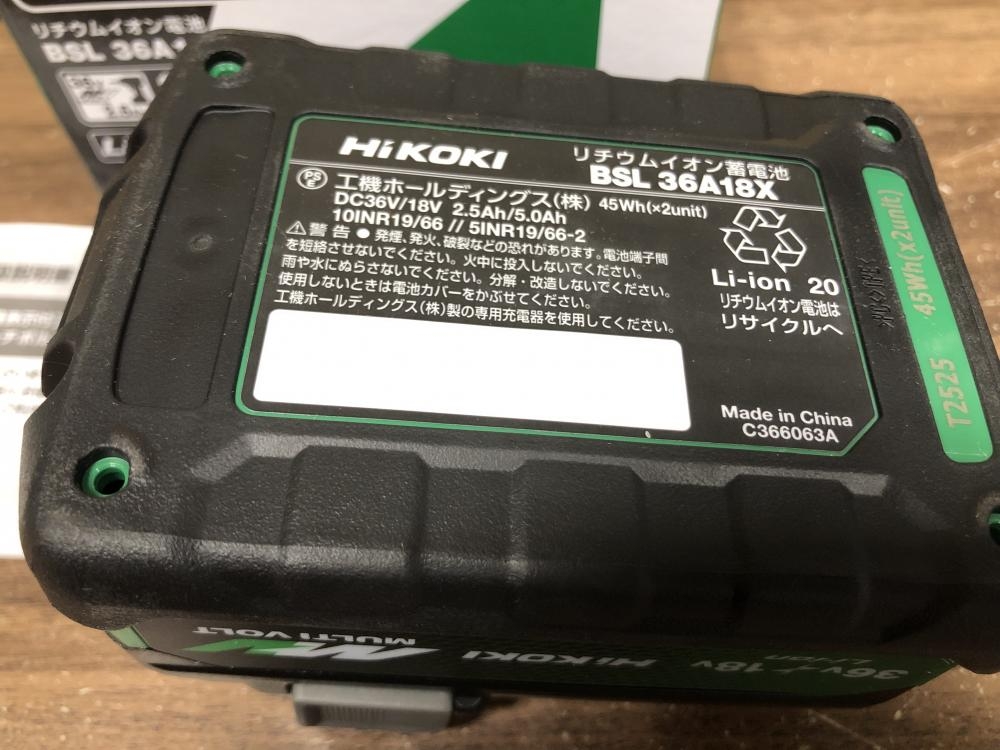 リチウムイオン電池
BSL 36A1
HiKOKI
リチウムイオン蓄電池
BSL 36A18X
PS
E
工機ホールディングス(株) 45Wh(×2unit)
DC36V/18V 2.5Ah/5.0Ah
10INR19/66 // 5INR19/66-2
⚠警告 ● 発煙、発火、破裂などの恐れがあります。電池端子間
を短絡させないでください。火中に投入しないでください。
雨や水にぬらさないでください。分解・改造しないでください。
使用しないときは電池カバーをかぶせてください。
工機ホールディングス(株)製の専用充電器を使用してください。
Li-ion 20
リチウムイオン電池は
リサイクルへ
Made in China
C366063A
T2525 45Wh(x2unit)
MULTI VOLT
HiKOKI
36V 18V
Li-ion